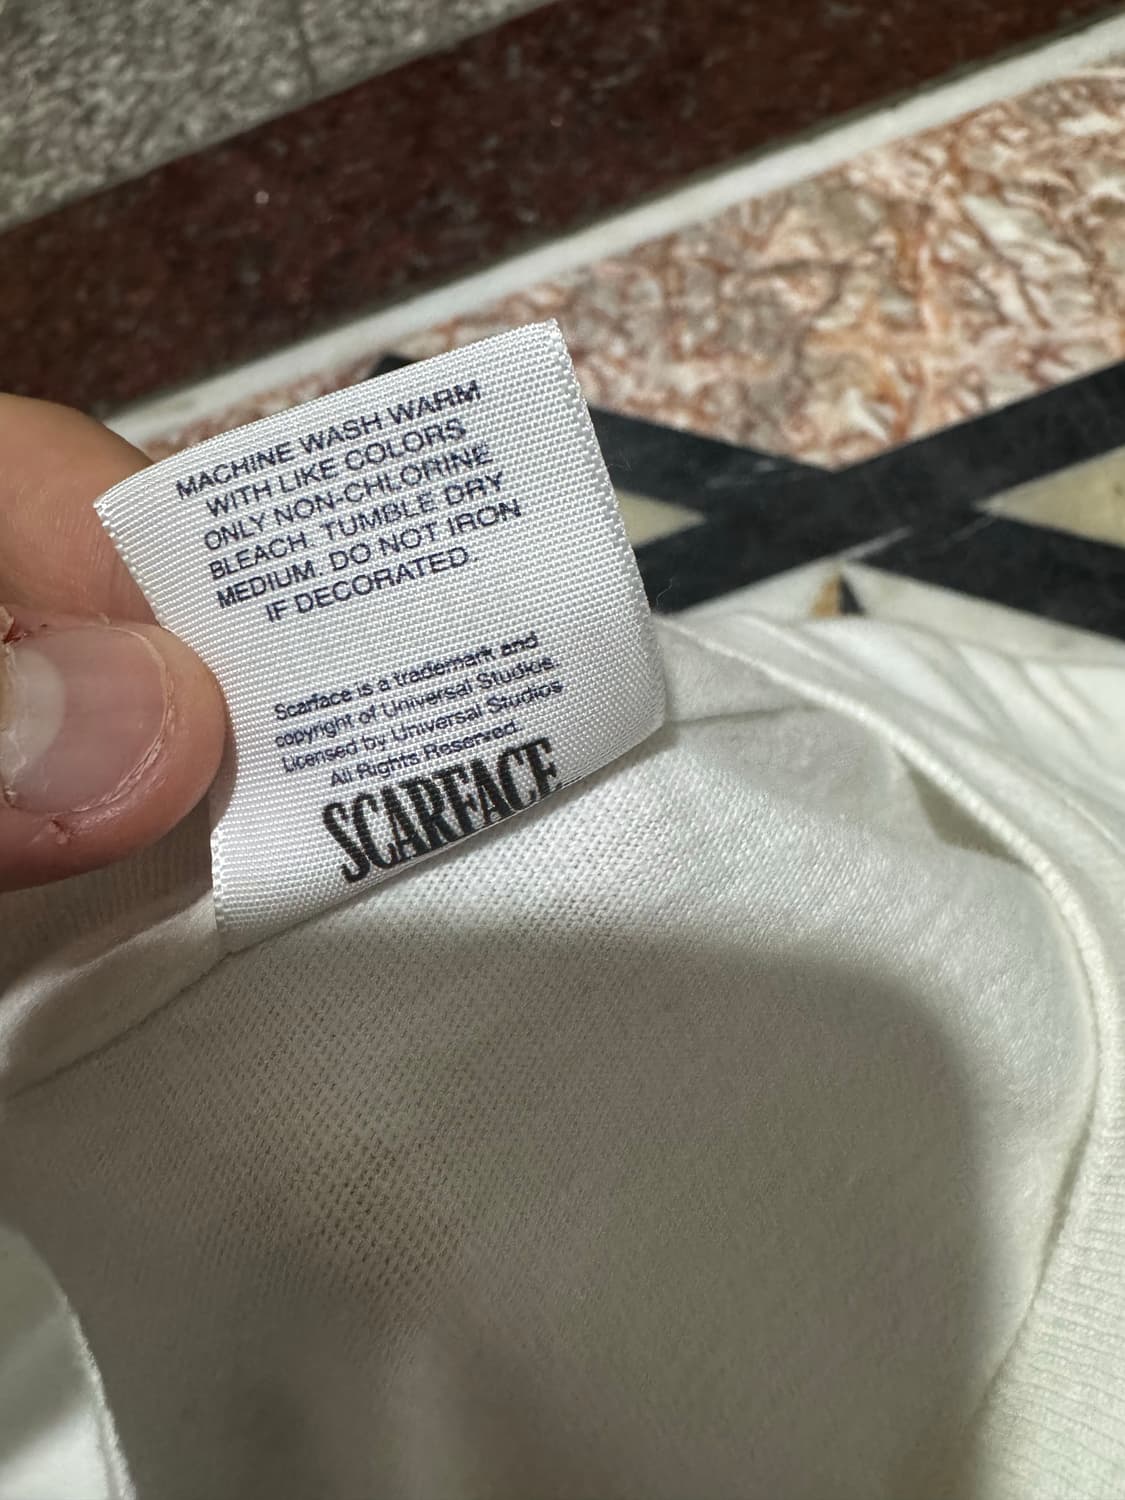 MACHINE WASH WARM
WITH LIKE COLORS
ONLY NON-CHLORINE
BLEACH. TUMBLE DRY
MEDIUM. DO NOT IRON
IF DECORATED.
Scarface is a trademark and
copyright of Universal Studios.
Licensed by Universal Studios
All Rights Reserved.
SCARFACE